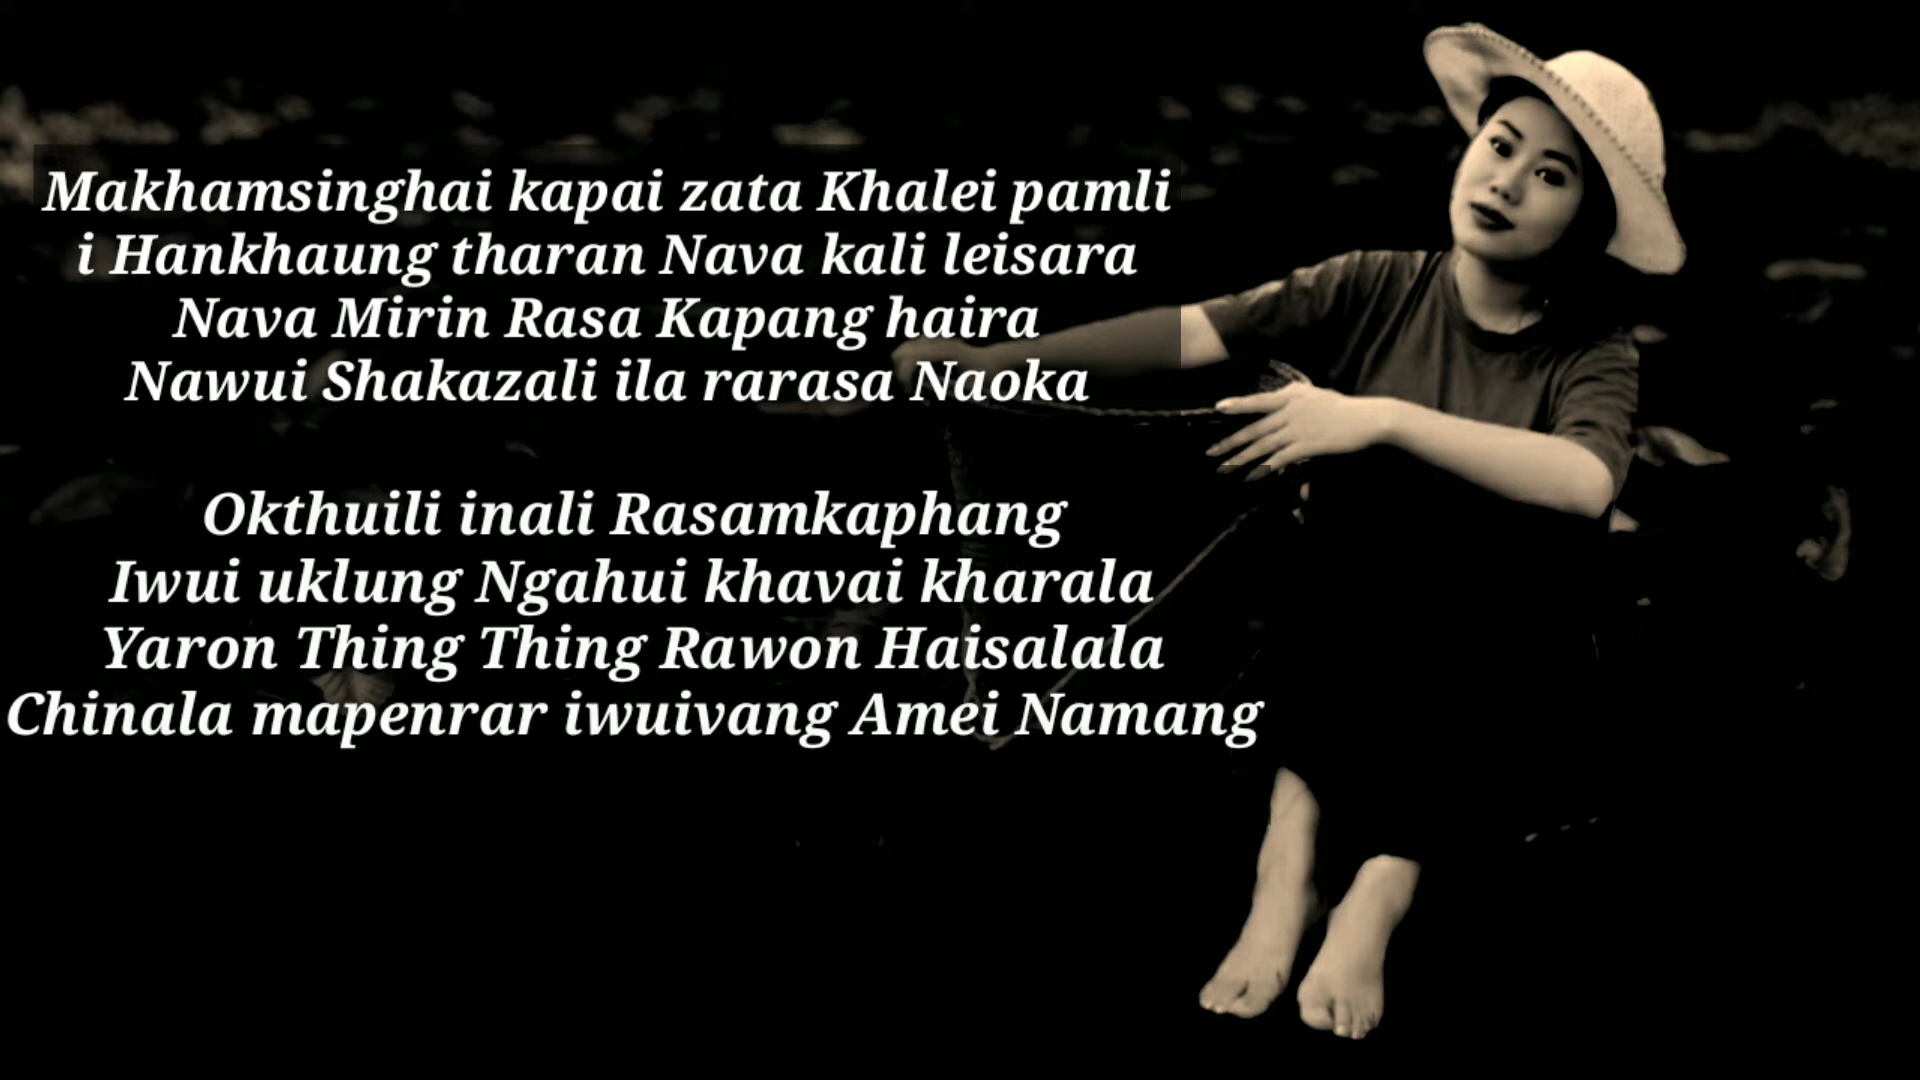 Makhamsinghai kapai zata Khalei pamli
i Hankhaung tharan Nava kali leisara
Nava Mirin Rasa Kapang haira
Nawui Shakazali ila rarasa Naoka
Okthuili inali Rasamkaphang
Iwui uklung Ngahui khavai kharala
Yaron Thing Thing Rawon Haisalala
Chinala mapenrar iwuivang Amei Namang